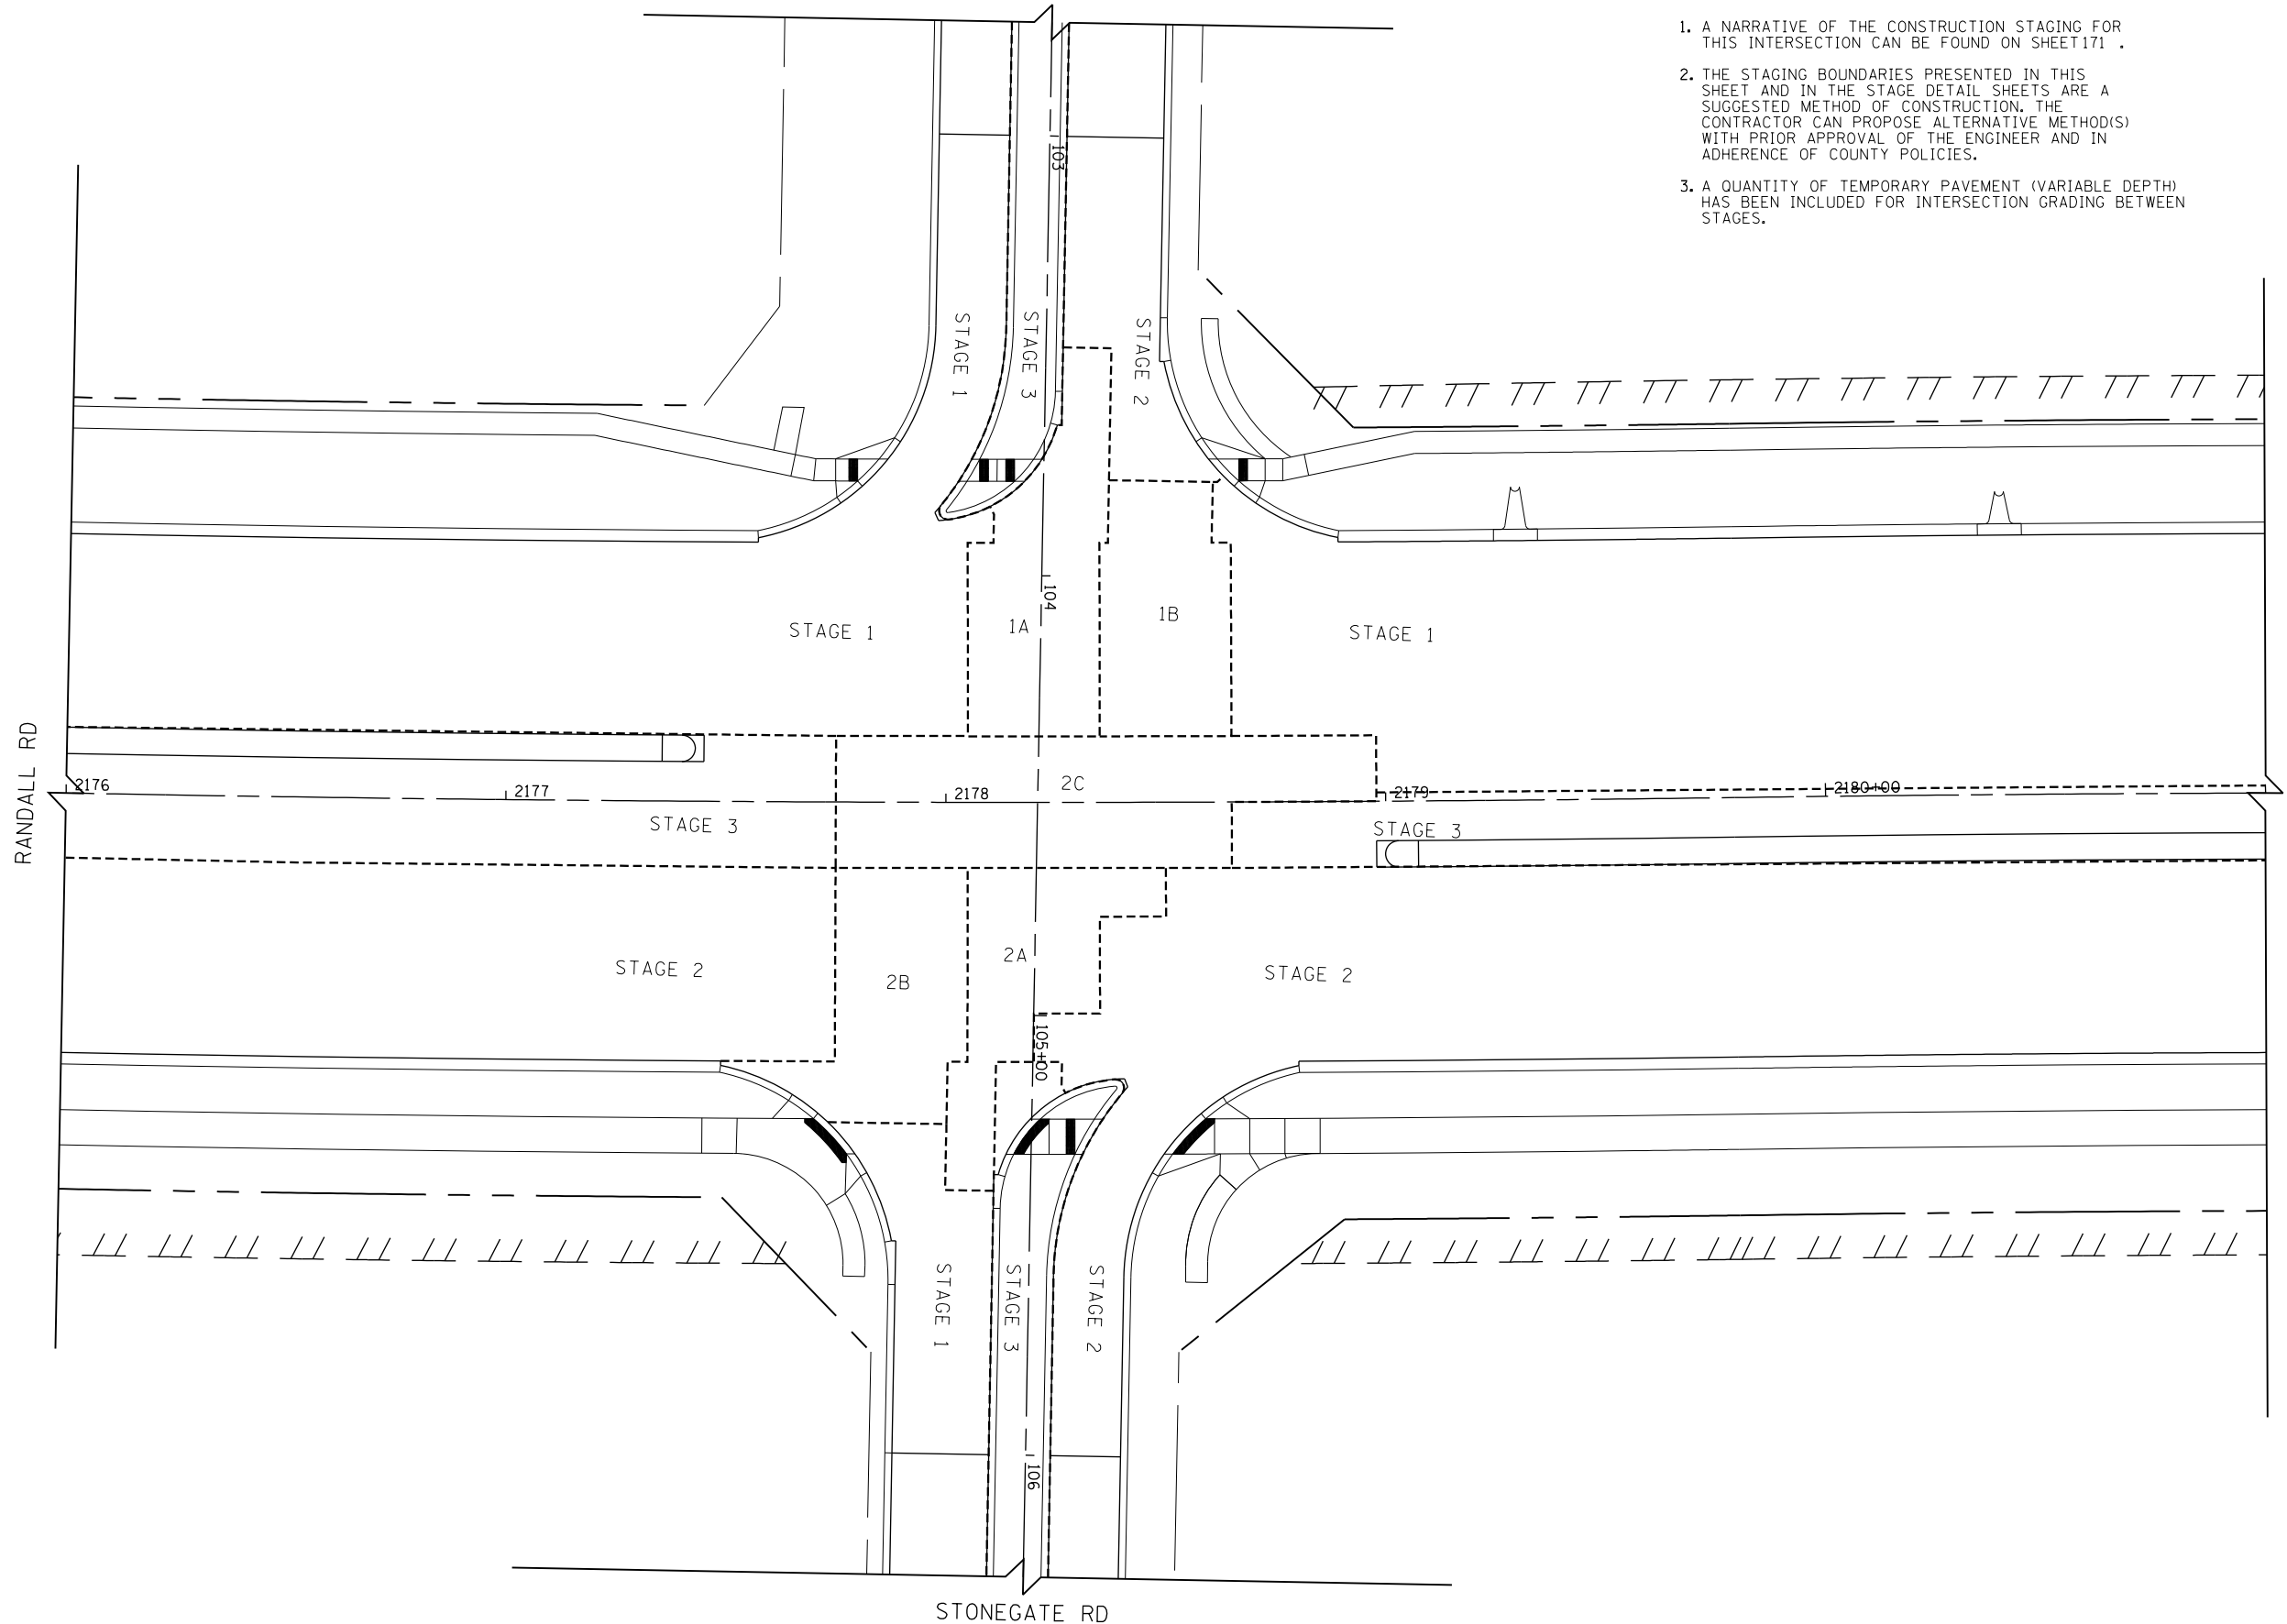 1. A NARRATIVE OF THE CONSTRUCTION STAGING FOR
THIS INTERSECTION CAN BE FOUND ON SHEET 171 .
2. THE STAGING BOUNDARIES PRESENTED IN THIS
SHEET AND IN THE STAGE DETAIL SHEETS ARE A
SUGGESTED METHOD OF CONSTRUCTION. THE
CONTRACTOR CAN PROPOSE ALTERNATIVE METHOD(S)
WITH PRIOR APPROVAL OF THE ENGINEER AND IN
ADHERENCE OF COUNTY POLICIES.
3. A QUANTITY OF TEMPORARY PAVEMENT (VARIABLE DEPTH)
HAS BEEN INCLUDED FOR INTERSECTION GRADING BETWEEN
STAGES.
103
STAGE 1
STAGE 3
STAGE 2
104
STAGE 1
1A
1B
STAGE 1
RANDALL RD
2176
2177
2178
2C
2179
2180+00
STAGE 3
STAGE 3
STAGE 2
2B
2A
STAGE 2
105+00
STAGE 1
STAGE 3
STAGE 2
106
STONEGATE RD